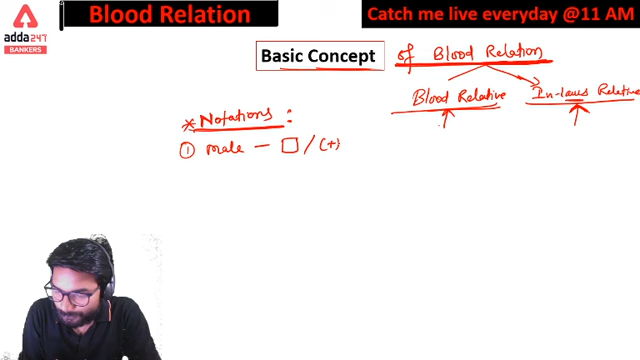 Blood Relation
Catch me live everyday @11 AM
adda247
BANKERS
Basic Concept of Blood Relation
Blood Relative
In-laws Relative
* Notations :
① male — □ / (+)